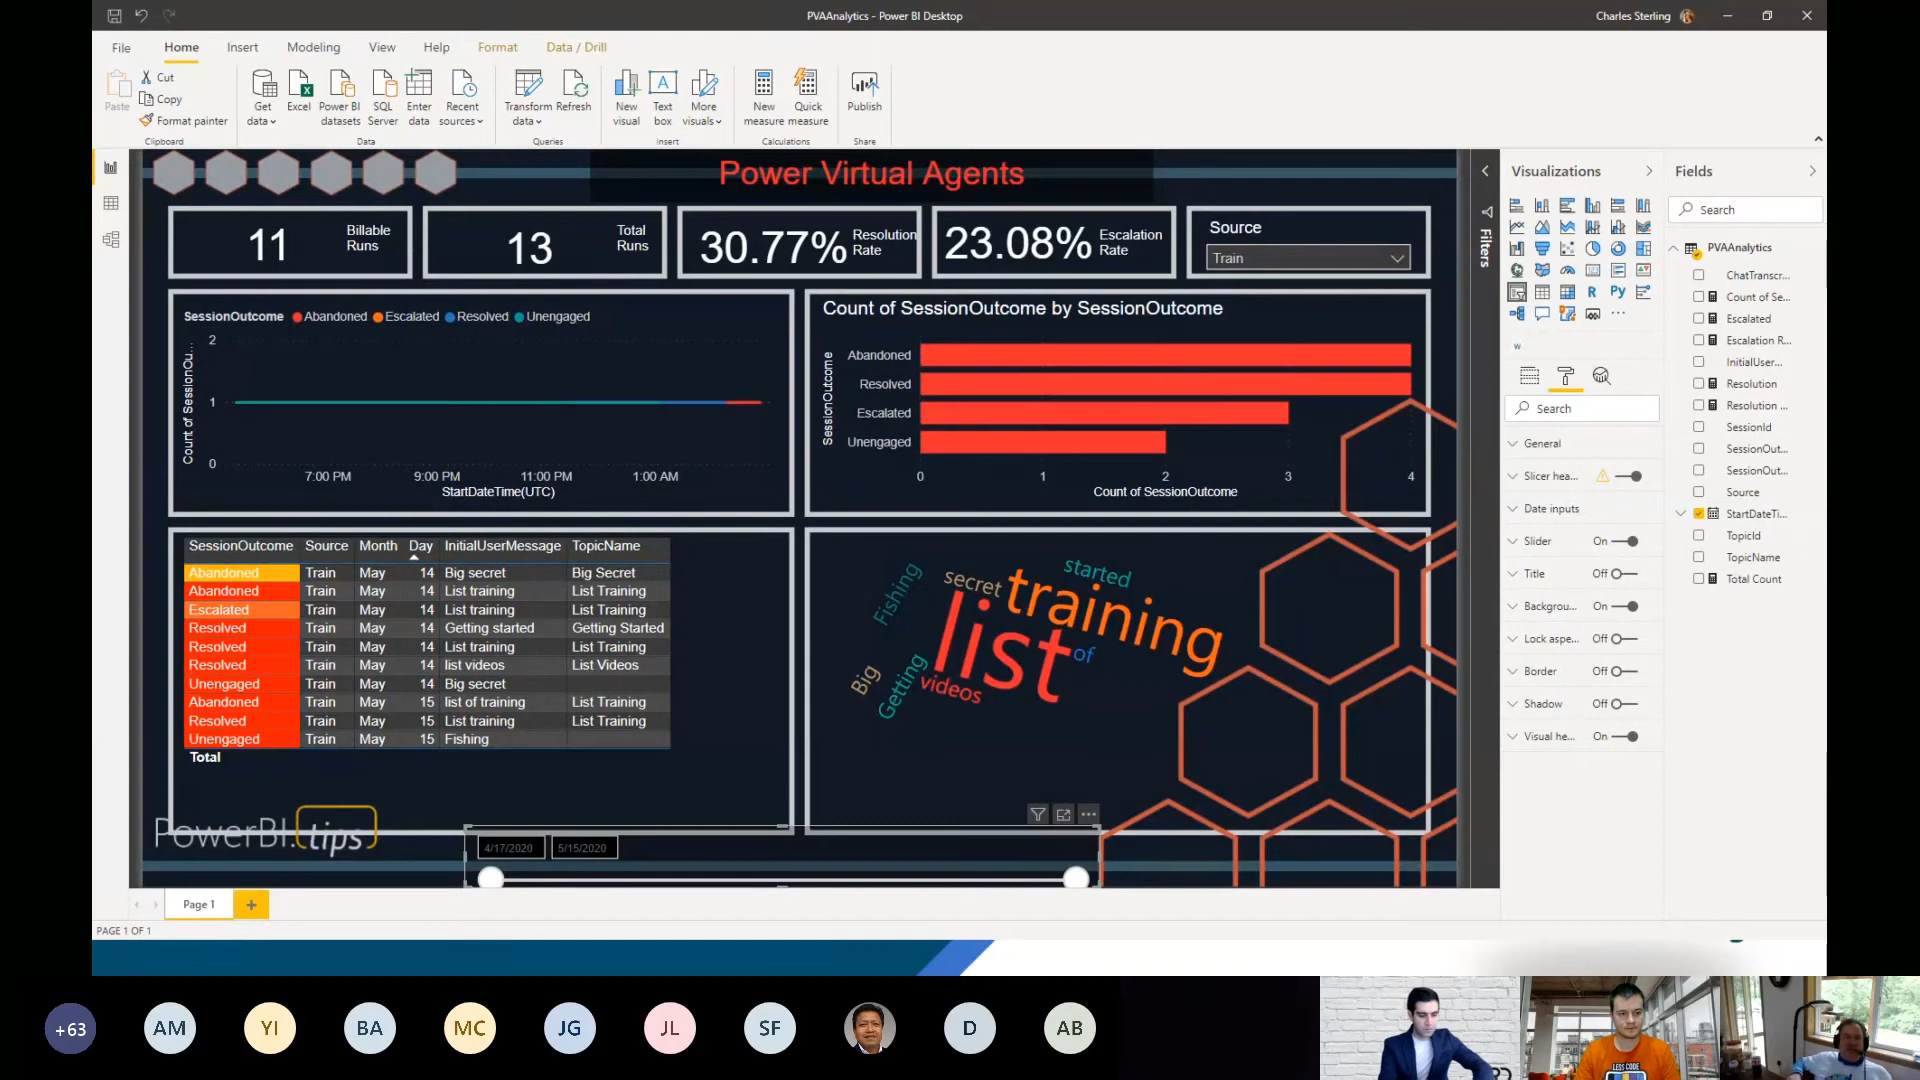 PVAAnalytics - Power BI Desktop
Charles Sterling
File Home Insert Modeling View Help Format Data / Drill
Paste
Cut
Copy
Format painter
Clipboard
Get data
Excel
Power BI datasets
SQL Server
Enter data
Recent sources
Data
Transform data
Refresh
Queries
New visual
Text box
More visuals
Insert
New measure
Quick measure
Calculations
Publish
Share
Power Virtual Agents
11 Billable Runs
13 Total Runs
30.77% Resolution Rate
23.08% Escalation Rate
Source
Train
SessionOutcome Abandoned Escalated Resolved Unengaged
Count of SessionOu...
2
1
0
7:00 PM 9:00 PM 11:00 PM 1:00 AM
StartDateTime(UTC)
Count of SessionOutcome by SessionOutcome
SessionOutcome
Abandoned
Resolved
Escalated
Unengaged
0 1 2 3 4
Count of SessionOutcome
SessionOutcome Source Month Day InitialUserMessage TopicName
Abandoned Train May 14 Big secret Big Secret
Abandoned Train May 14 List training List Training
Escalated Train May 14 List training List Training
Resolved Train May 14 Getting started Getting Started
Resolved Train May 14 List training List Training
Resolved Train May 14 list videos List Videos
Unengaged Train May 14 Big secret
Abandoned Train May 15 list of training List Training
Resolved Train May 15 List training List Training
Unengaged Train May 15 Fishing
Total
Fishing
secret
started
training
list
of
Big
Getting
videos
PowerBI.tips
4/17/2020 5/15/2020
Filters
Visualizations
R Py
Search
General
Slicer hea...
Date inputs
Slider On
Title Off
Backgrou... On
Lock aspe... Off
Border Off
Shadow Off
Visual he... On
Fields
Search
PVAAnalytics
ChatTranscr...
Count of Se...
Escalated
Escalation R...
InitialUser...
Resolution
Resolution ...
SessionId
SessionOut...
SessionOut...
Source
StartDateTi...
TopicId
TopicName
Total Count
Page 1
PAGE 1 OF 1
+63 AM YI BA MC JG JL SF D AB
LESS CODE